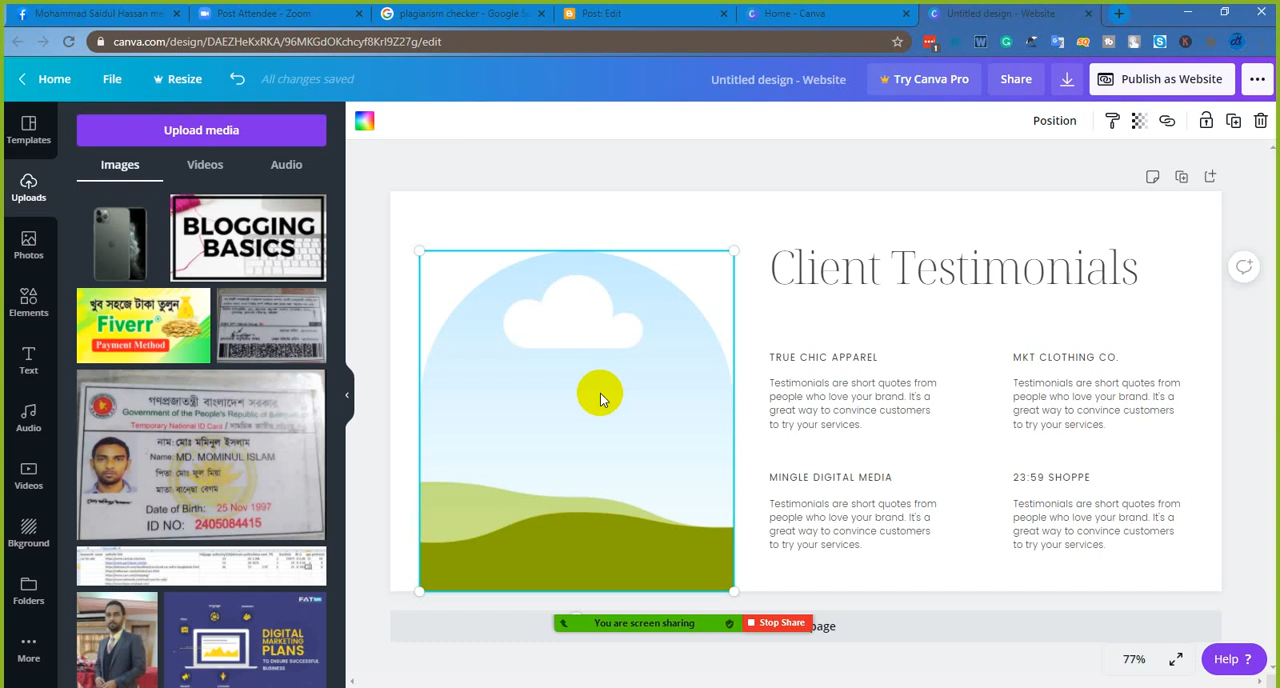 Mohammad Saidul Hassan me
Post Attendee - Zoom
plagiarism checker - Google Se
Post: Edit
Home - Canva
Untitled design - Website
canva.com/design/DAEZHeKxRKA/96MKGdOKchcyf8KrI9Z27g/edit
Home
File
Resize
All changes saved
Untitled design - Website
Try Canva Pro
Share
Publish as Website
Templates
Uploads
Photos
Elements
Text
Audio
Videos
Bkground
Folders
More
Upload media
Images
Videos
Audio
BLOGGING
BASICS
খুব সহজে টাকা তুলুন
Fiverr
Payment Method
গণপ্রজাতন্ত্রী বাংলাদেশ সরকার
Government of the People's Republic of
Temporary National ID Card / সাময়িক জাতীয়
নাম: মোঃ মমিনুল ইসলাম
Name: MD. MOMINUL ISLAM
পিতা: মোঃ ফুল মিয়া
মাতা: বানেছা বেগম
Date of Birth: 25 Nov 1997
ID NO: 2405084415
FAT
DIGITAL
MARKETING
PLANS
TO ENSURE SUCCESSFUL
BUSINESS
Position
Client Testimonials
TRUE CHIC APPAREL
Testimonials are short quotes from
people who love your brand. It's a
great way to convince customers
to try your services.
MKT CLOTHING CO.
Testimonials are short quotes from
people who love your brand. It's a
great way to convince customers
to try your services.
MINGLE DIGITAL MEDIA
Testimonials are short quotes from
people who love your brand. It's a
great way to convince customers
to try your services.
23:59 SHOPPE
Testimonials are short quotes from
people who love your brand. It's a
great way to convince customers
to try your services.
You are screen sharing
Stop Share
page
77%
Help ?